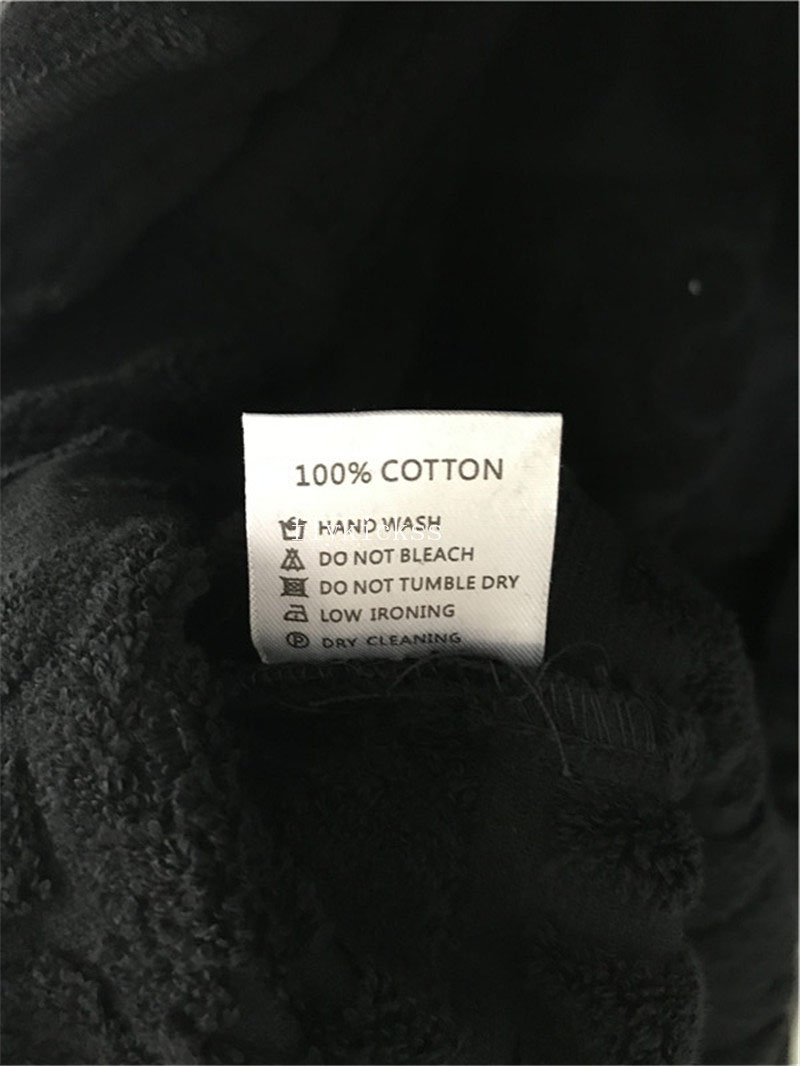 100% COTTON
HAND WASH
DO NOT BLEACH
DO NOT TUMBLE DRY
LOW IRONING
P DRY CLEANING